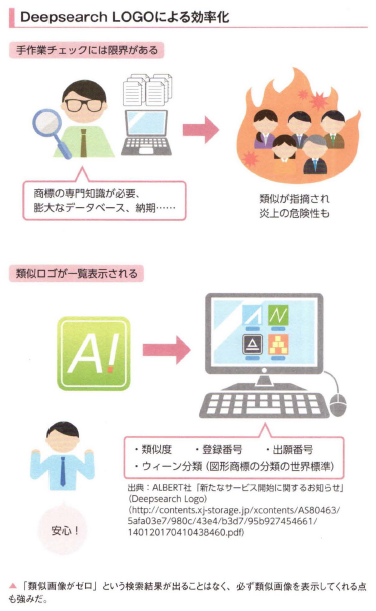 Deepsearch LOGOによる効率化
手作業チェックには限界がある
商標の専門知識が必要、
膨大なデータベース、納期……
類似が指摘され
炎上の危険性も
類似ロゴが一覧表示される
A!
A N
・類似度　・登録番号　・出願番号
・ウィーン分類（図形商標の分類の世界標準）
安心！
出典：ALBERT社「新たなサービス開始に関するお知らせ」
（Deepsearch Logo）
（http://contents.xj-storage.jp/xcontents/AS80463/
5afa03e7/980c/43e4/b3d7/95b927454661/
140120170410438460.pdf）
▲「類似画像がゼロ」という検索結果が出ることはなく、必ず類似画像を表示してくれる点
も強みだ。